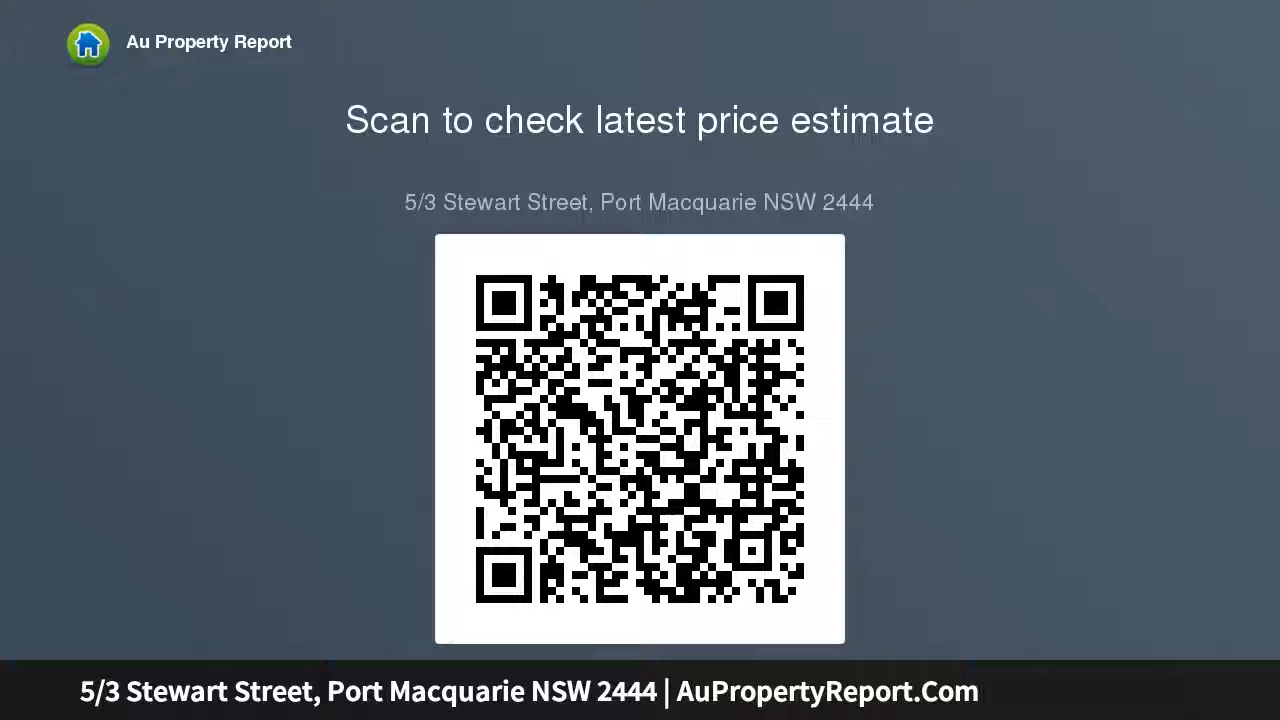 Au Property Report
Scan to check latest price estimate
5/3 Stewart Street, Port Macquarie NSW 2444
5/3 Stewart Street, Port Macquarie NSW 2444 | AuPropertyReport.Com